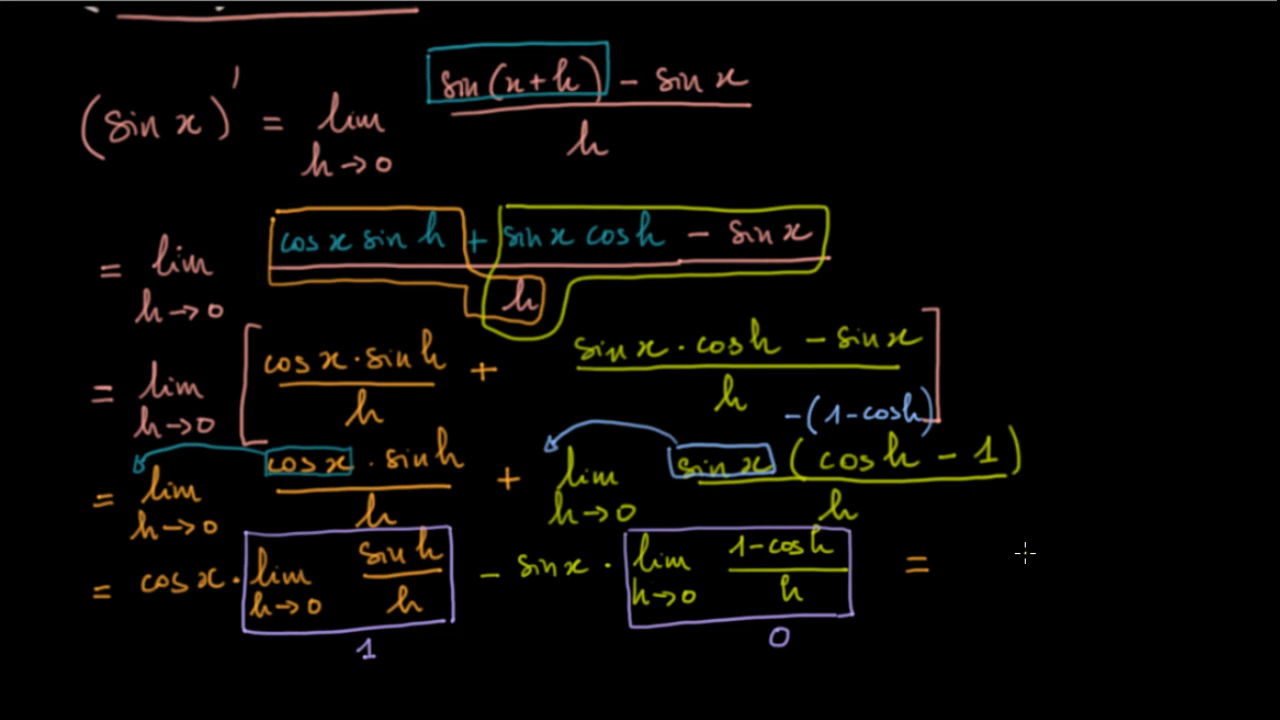 (sin x)' = lim h→0 (sin(x+h) - sin x)/h
= lim h→0 (cos x sin h + sin x cos h - sin x)/h
= lim h→0 [(cos x · sin h)/h + (sin x · cos h - sin x)/h]
-(1-cos h)
= lim h→0 (cos x · sin h)/h + lim h→0 (sin x (cos h - 1))/h
= cos x · lim h→0 (sin h)/h - sin x · lim h→0 (1-cos h)/h =
1 0